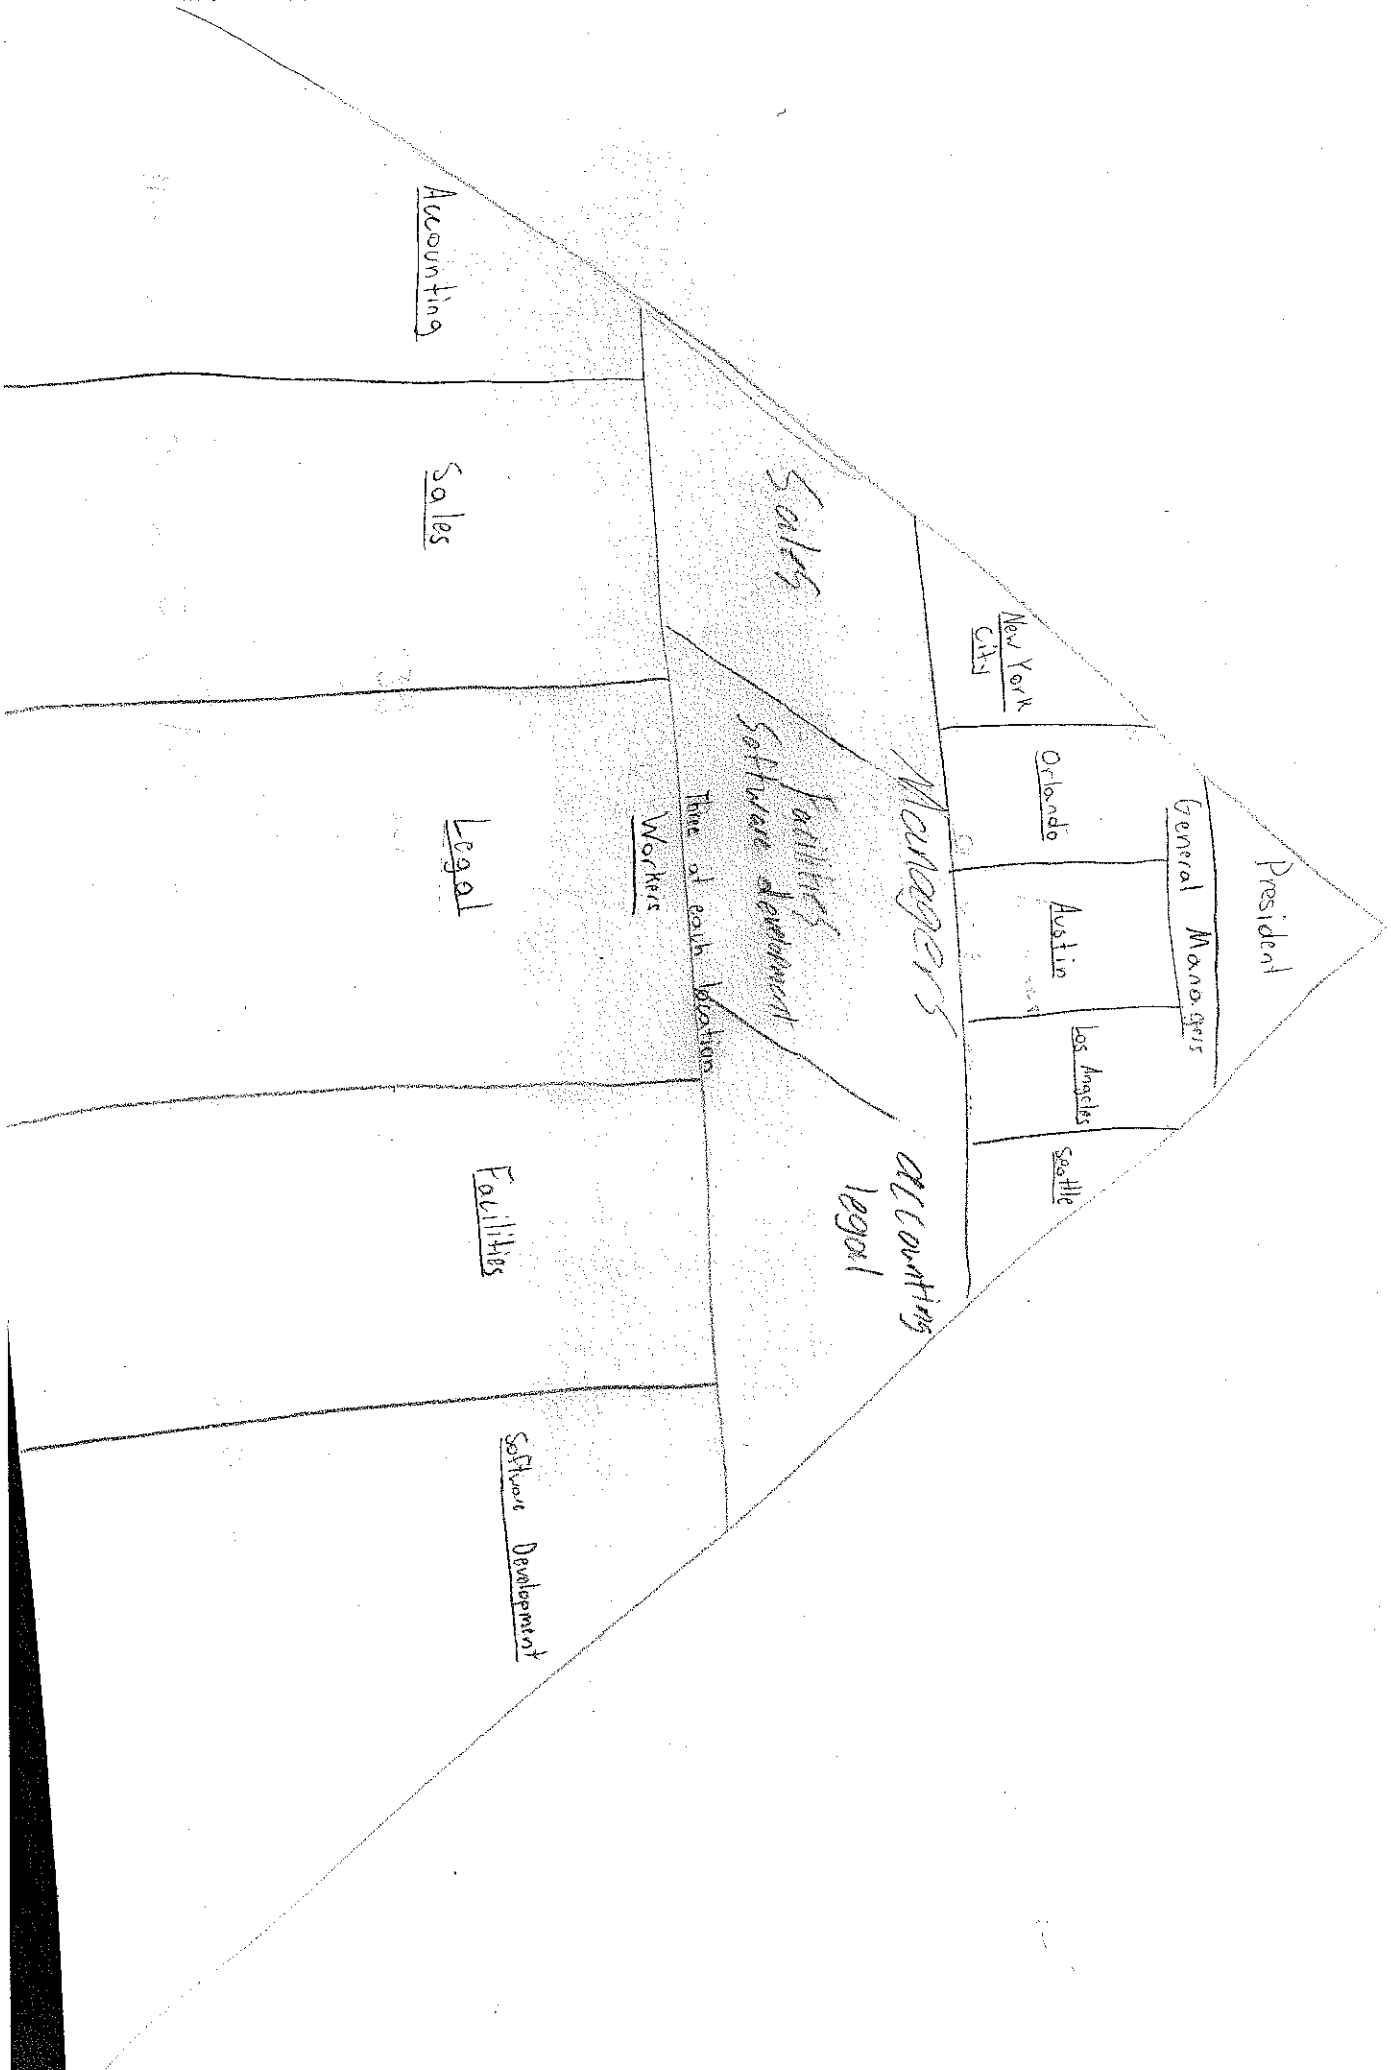 President
General Managers
New York
City
Orlando
Austin
Los Angeles
Seattle
Managers
Sales
Facilities
Software development
accounting
legal
Three at each location
Workers
Accounting
Sales
Legal
Facilities
Software Development